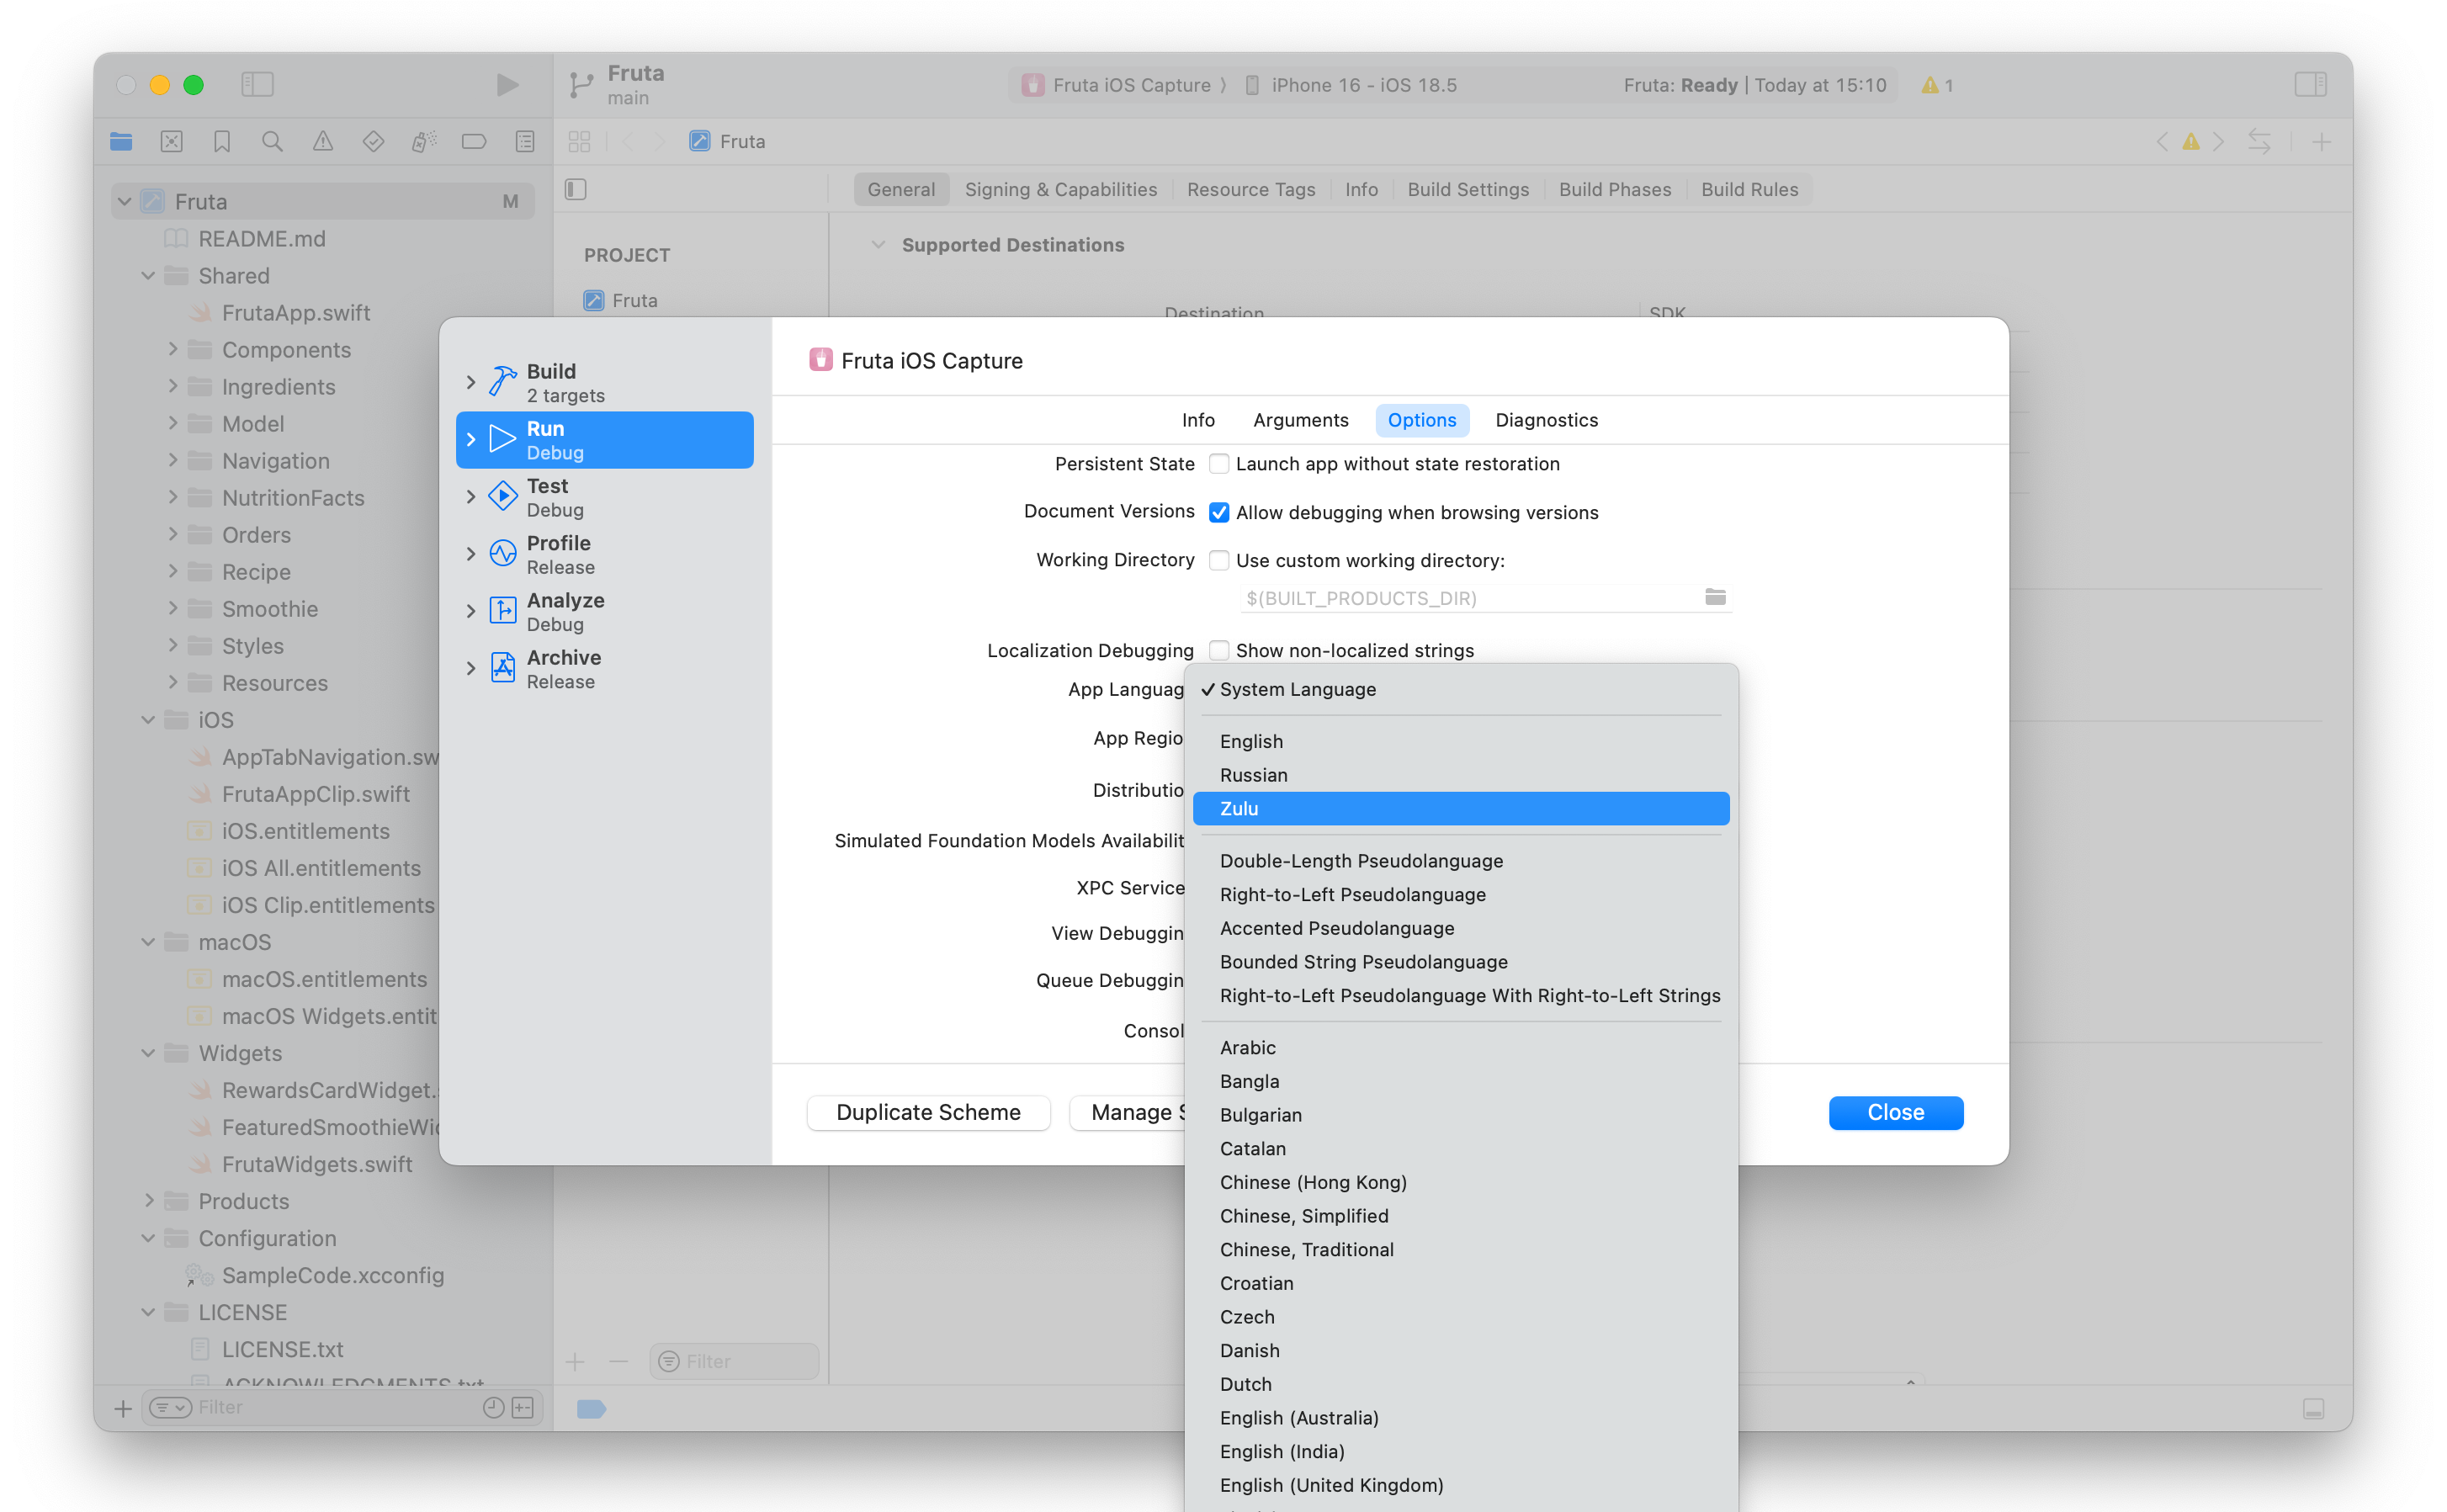 Fruta
main
Fruta iOS Capture
iPhone 16 - iOS 18.5
Fruta: Ready | Today at 15:10
1
Fruta
Fruta
M
README.md
Shared
FrutaApp.swift
Components
Ingredients
Model
Navigation
NutritionFacts
Orders
Recipe
Smoothie
Styles
Resources
iOS
AppTabNavigation.sw
FrutaAppClip.swift
iOS.entitlements
iOS All.entitlements
iOS Clip.entitlements
macOS
macOS.entitlements
macOS Widgets.entit
Widgets
RewardsCardWidget.
FeaturedSmoothieWi
FrutaWidgets.swift
Products
Configuration
SampleCode.xcconfig
LICENSE
LICENSE.txt
ACKNOWLEDGMENTS.txt
Filter
General
Signing & Capabilities
Resource Tags
Info
Build Settings
Build Phases
Build Rules
PROJECT
Fruta
Filter
Supported Destinations
Destination
SDK
Build
2 targets
Run
Debug
Test
Debug
Profile
Release
Analyze
Debug
Archive
Release
Fruta iOS Capture
Info
Arguments
Options
Diagnostics
Persistent State
Launch app without state restoration
Document Versions
Allow debugging when browsing versions
Working Directory
Use custom working directory:
$(BUILT_PRODUCTS_DIR)
Localization Debugging
Show non-localized strings
App Languag
App Regio
Distributio
Simulated Foundation Models Availabilit
XPC Service
View Debuggin
Queue Debuggin
Consol
System Language
English
Russian
Zulu
Double-Length Pseudolanguage
Right-to-Left Pseudolanguage
Accented Pseudolanguage
Bounded String Pseudolanguage
Right-to-Left Pseudolanguage With Right-to-Left Strings
Arabic
Bangla
Bulgarian
Catalan
Chinese (Hong Kong)
Chinese, Simplified
Chinese, Traditional
Croatian
Czech
Danish
Dutch
English (Australia)
English (India)
English (United Kingdom)
Duplicate Scheme
Manage S
Close